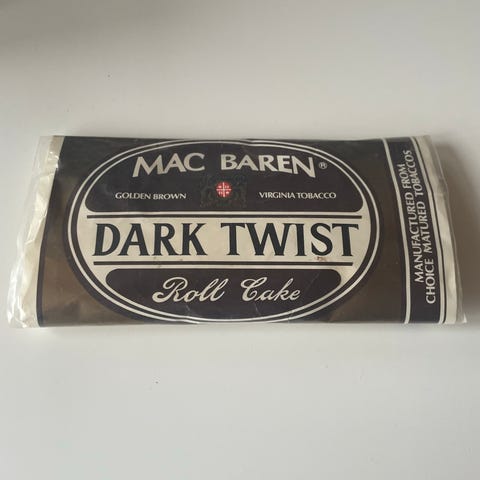 MAC BAREN®
GOLDEN BROWN VIRGINIA TOBACCO
DARK TWIST
Roll Cake
MANUFACTURED FROM
CHOICE MATURED TOBACCOS